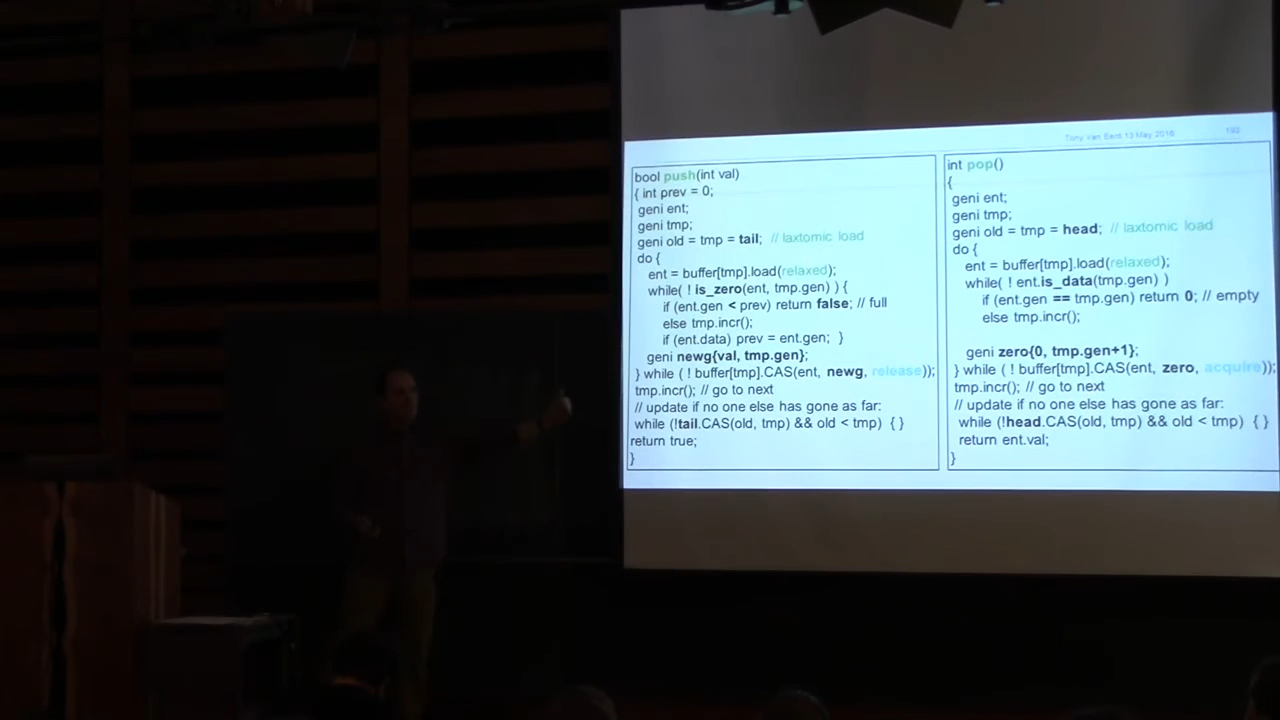 Tony Van Eerd 13 May 2016 192
bool push(int val)
{ int prev = 0;
geni ent;
geni tmp;
geni old = tmp = tail; // laxtomic load
do {
ent = buffer[tmp].load(relaxed);
while( ! is_zero(ent, tmp.gen) ) {
if (ent.gen < prev) return false; // full
else tmp.incr();
if (ent.data) prev = ent.gen; }
geni newg{val, tmp.gen};
} while ( ! buffer[tmp].CAS(ent, newg, release));
tmp.incr(); // go to next
// update if no one else has gone as far:
while (!tail.CAS(old, tmp) && old < tmp) { }
return true;
}
int pop()
{
geni ent;
geni tmp;
geni old = tmp = head; // laxtomic load
do {
ent = buffer[tmp].load(relaxed);
while( ! ent.is_data(tmp.gen) )
if (ent.gen == tmp.gen) return 0; // empty
else tmp.incr();
geni zero{0, tmp.gen+1};
} while ( ! buffer[tmp].CAS(ent, zero, acquire));
tmp.incr(); // go to next
// update if no one else has gone as far:
while (!head.CAS(old, tmp) && old < tmp) { }
return ent.val;
}